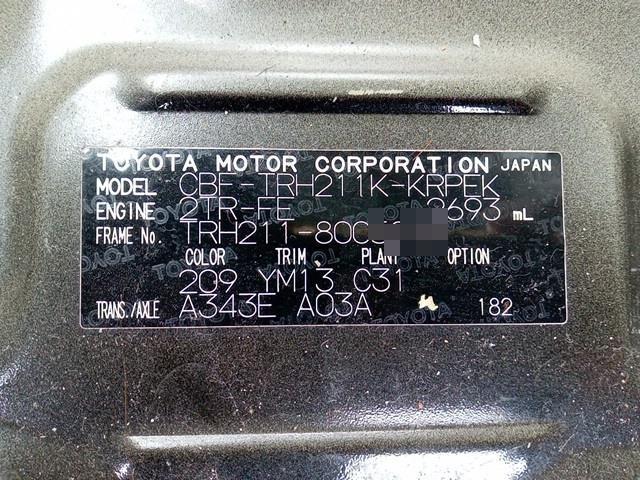 TOYOTA MOTOR CORPORATION JAPAN
MODEL CBF-TRH211K-KRPEK
ENGINE 2TR-FE 2693 mL
FRAME No. TRH211-800
COLOR TRIM PLANT OPTION
209 YM13 C31
TRANS./AXLE A343E A03A 182